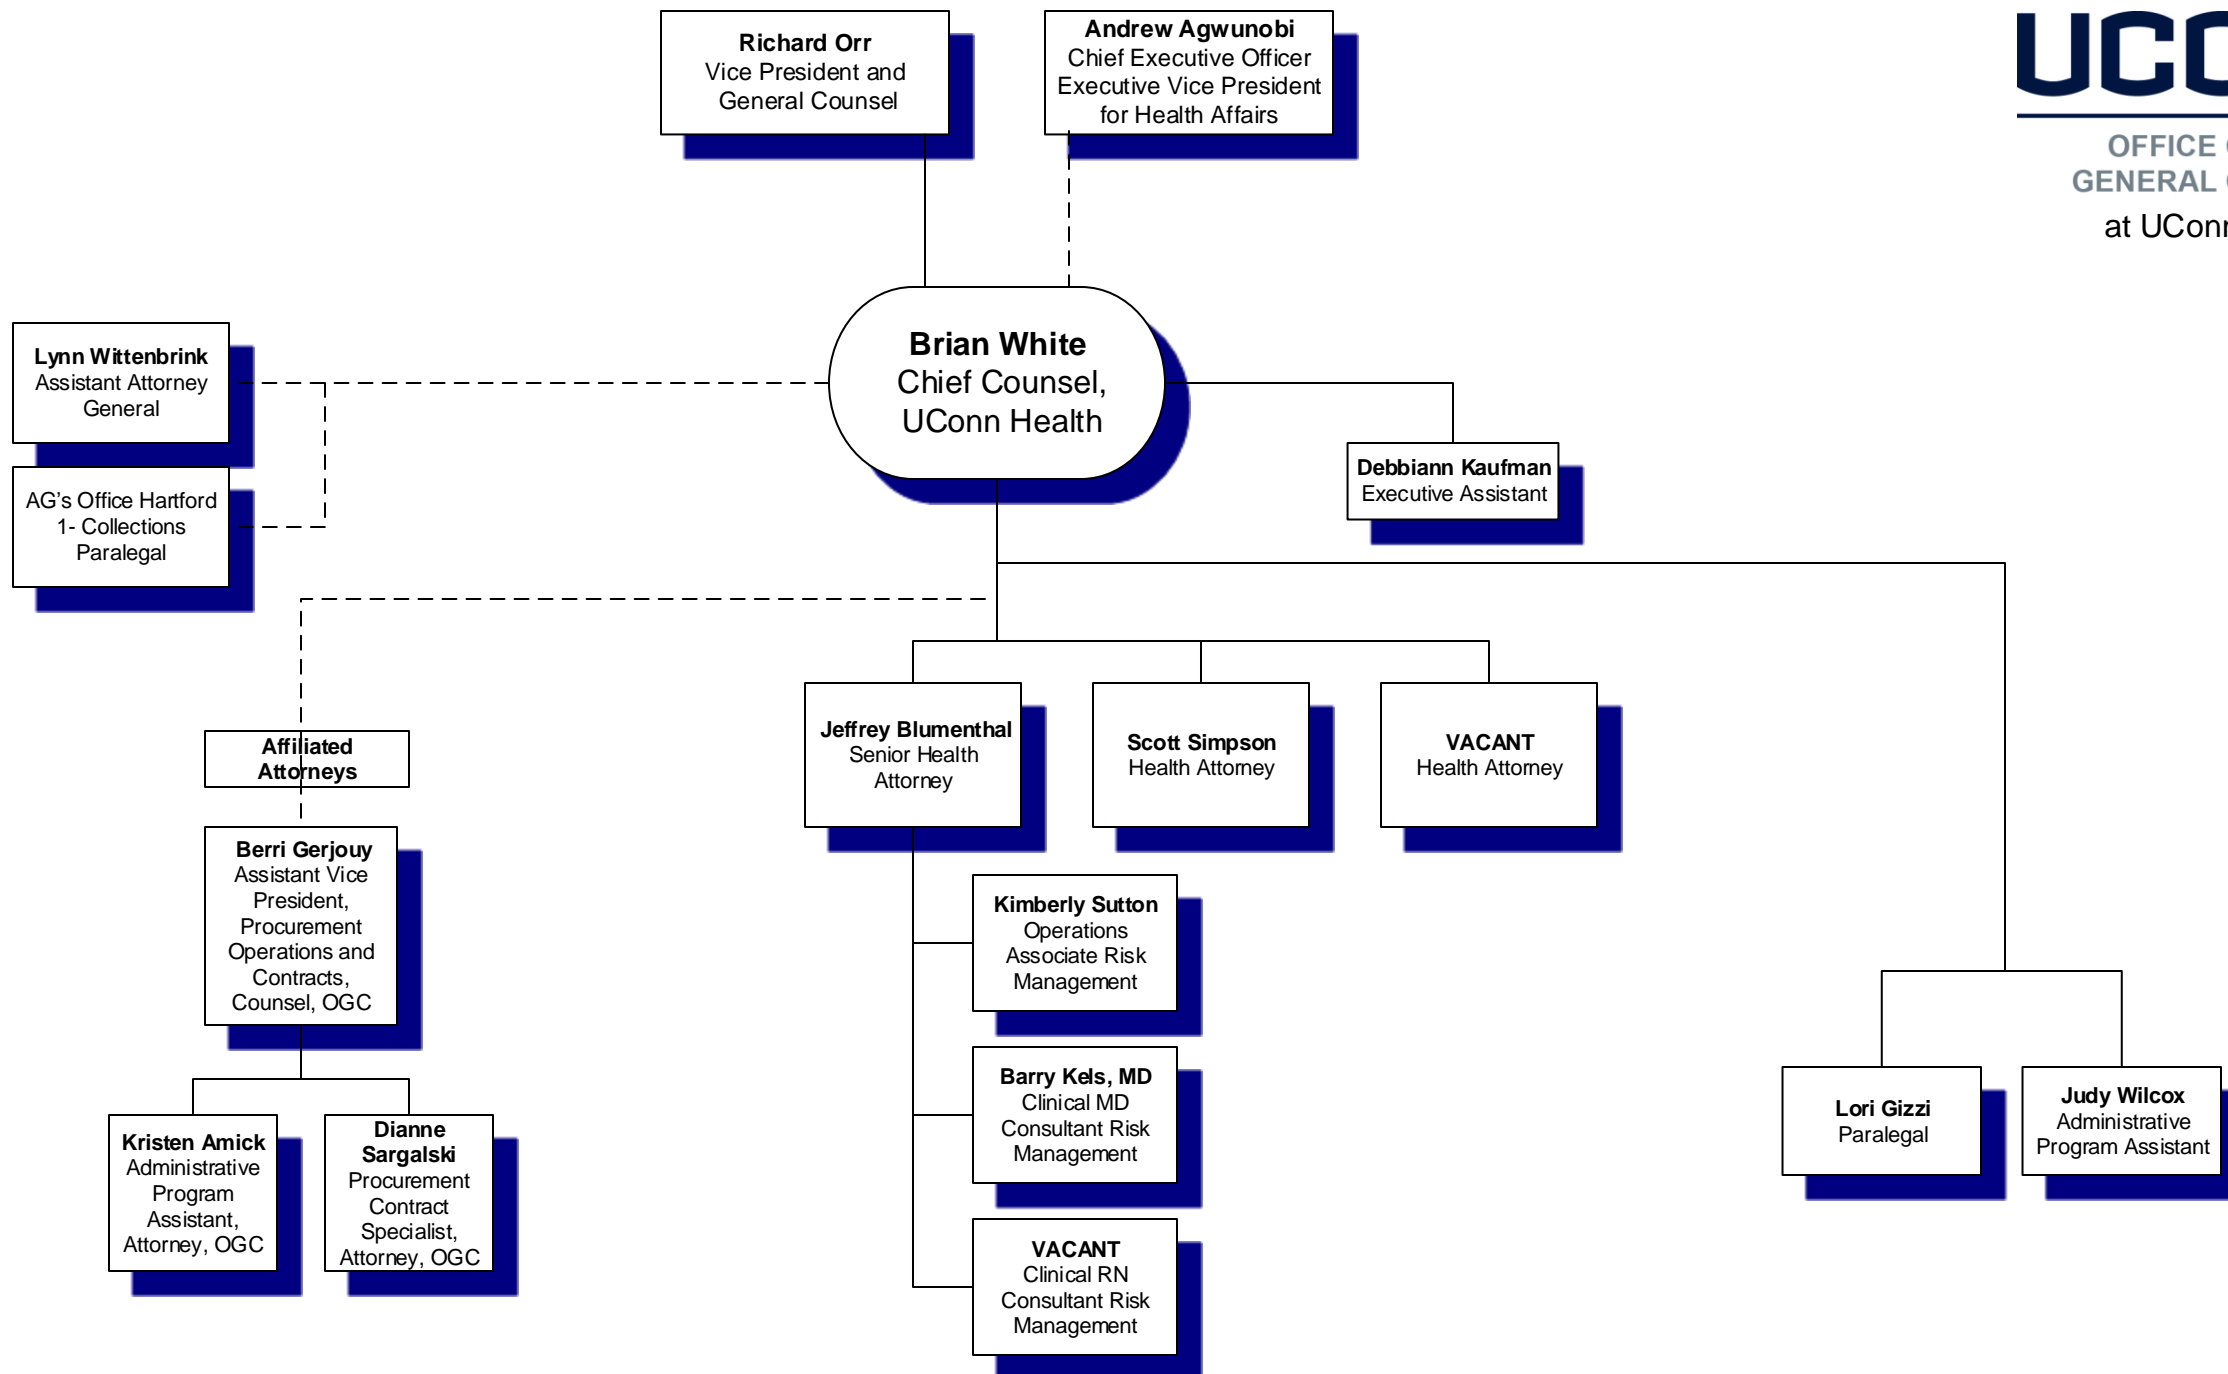 Richard Orr
Vice President and
General Counsel
Andrew Agwunobi
Chief Executive Officer
Executive Vice President
for Health Affairs
OFFICE
GENERAL
at UConn
Brian White
Chief Counsel,
UConn Health
Lynn Wittenbrink
Assistant Attorney
General
AG’s Office Hartford
1- Collections
Paralegal
Debbiann Kaufman
Executive Assistant
Affiliated
Attorneys
Jeffrey Blumenthal
Senior Health
Attorney
Scott Simpson
Health Attorney
VACANT
Health Attorney
Berri Gerjouy
Assistant Vice
President,
Procurement
Operations and
Contracts,
Counsel, OGC
Kimberly Sutton
Operations
Associate Risk
Management
Barry Kels, MD
Clinical MD
Consultant Risk
Management
VACANT
Clinical RN
Consultant Risk
Management
Kristen Amick
Administrative
Program
Assistant,
Attorney, OGC
Dianne
Sargalski
Procurement
Contract
Specialist,
Attorney, OGC
Lori Gizzi
Paralegal
Judy Wilcox
Administrative
Program Assistant